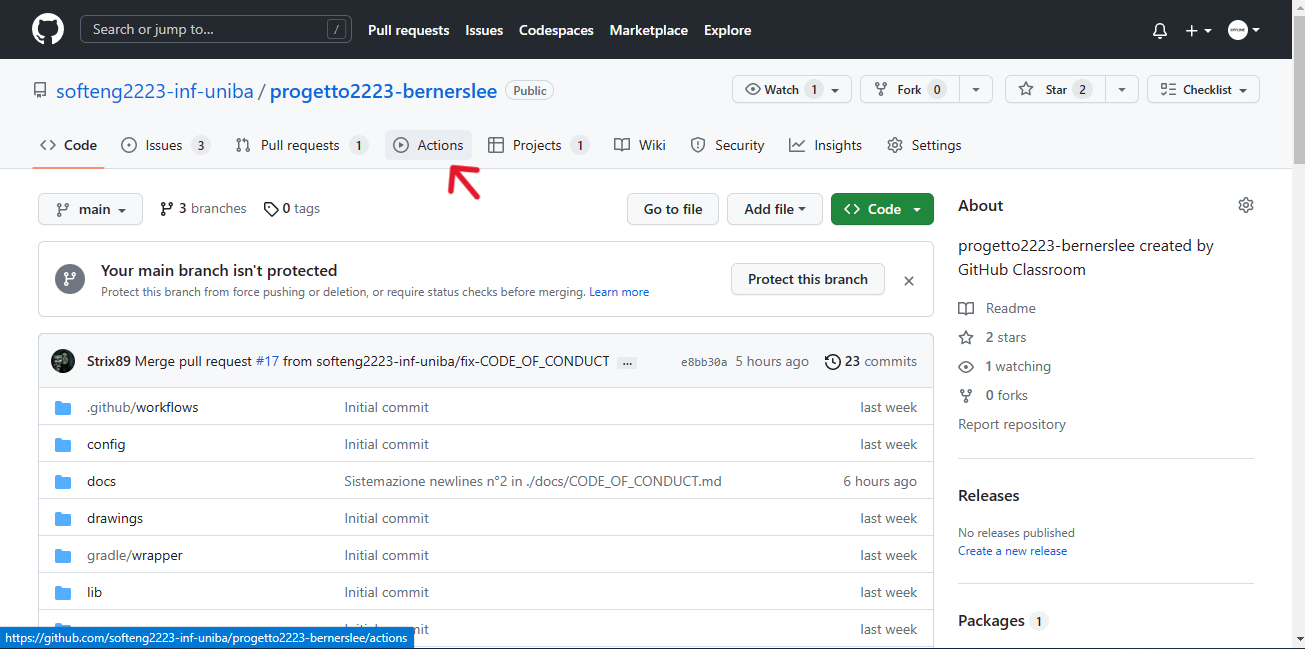 Search or jump to... / Pull requests Issues Codespaces Marketplace Explore
softeng2223-inf-uniba / progetto2223-bernerslee Public Watch 1 Fork 0 Star 2 Checklist
Code Issues 3 Pull requests 1 Actions Projects 1 Wiki Security Insights Settings
main 3 branches 0 tags Go to file Add file Code
About
progetto2223-bernerslee created by
GitHub Classroom
Readme
2 stars
1 watching
0 forks
Report repository
Releases
No releases published
Create a new release
Packages 1
Your main branch isn't protected
Protect this branch from force pushing or deletion, or require status checks before merging. Learn more
Protect this branch
Strix89 Merge pull request #17 from softeng2223-inf-uniba/fix-CODE_OF_CONDUCT ... e8bb30a 5 hours ago 23 commits
.github/workflows Initial commit last week
config Initial commit last week
docs Sistemazione newlines n°2 in ./docs/CODE_OF_CONDUCT.md 6 hours ago
drawings Initial commit last week
gradle/wrapper Initial commit last week
lib Initial commit last week
last week
https://github.com/softeng2223-inf-uniba/progetto2223-bernerslee/actions